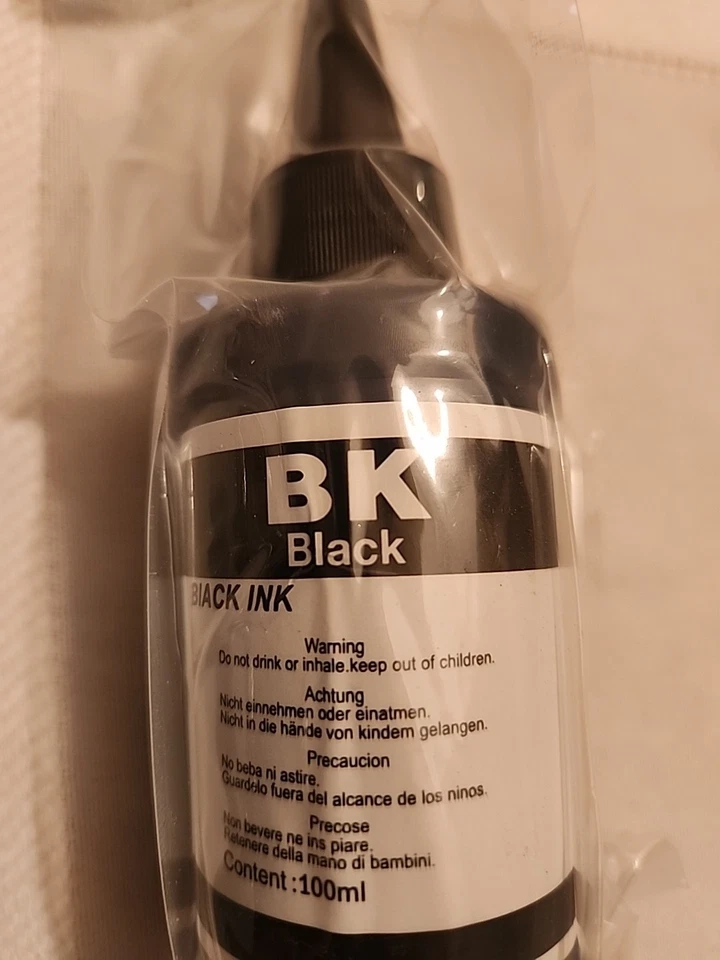 BK
Black
BlACK INK
Warning
Do not drink or inhale.keep out of children.
Achtung
Nicht einnehmen oder einatmen.
Nicht in die hände von kindem gelangen.
Precaucion
No beba ni astire.
Guardelo fuera del alcance de los ninos.
Precose
Non bevere ne ins piare.
Retenere della mano di bambini.
Content :100ml